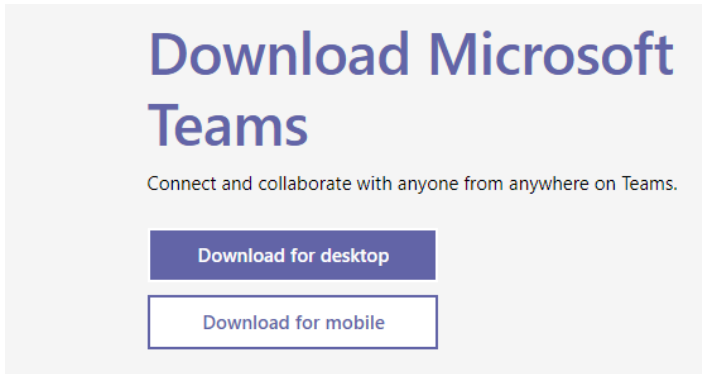 Download Microsoft
Teams
Connect and collaborate with anyone from anywhere on Teams.
Download for desktop
Download for mobile